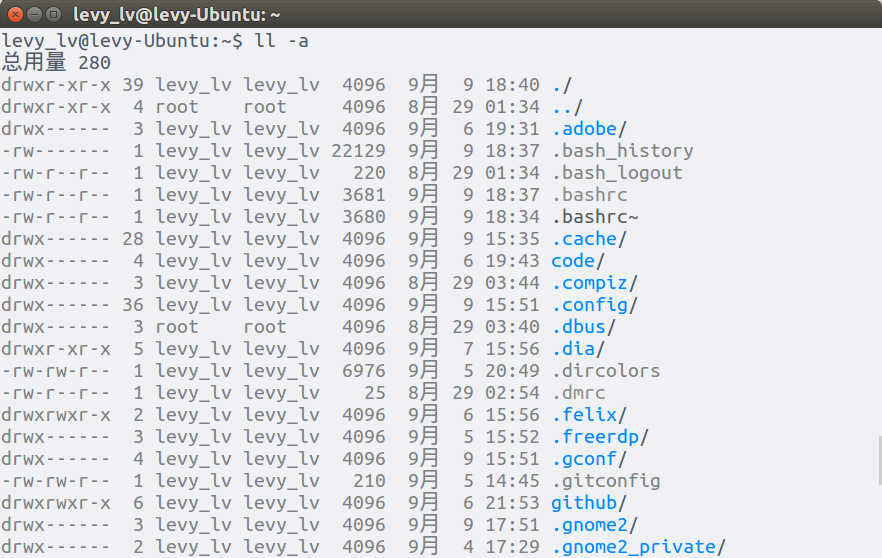 levy_lv@levy-Ubuntu: ~
levy_lv@levy-Ubuntu:~$ ll -a
总用量 280
drwxr-xr-x 39 levy_lv levy_lv  4096  9月   9 18:40 ./
drwxr-xr-x  4 root    root     4096  8月  29 01:34 ../
drwx------  3 levy_lv levy_lv  4096  9月   6 19:31 .adobe/
-rw-------  1 levy_lv levy_lv 22129  9月   9 18:37 .bash_history
-rw-r--r--  1 levy_lv levy_lv   220  8月  29 01:34 .bash_logout
-rw-r--r--  1 levy_lv levy_lv  3681  9月   9 18:37 .bashrc
-rw-r--r--  1 levy_lv levy_lv  3680  9月   9 18:34 .bashrc~
drwx------ 28 levy_lv levy_lv  4096  9月   9 15:35 .cache/
drwx------  4 levy_lv levy_lv  4096  9月   6 19:43 code/
drwx------  3 levy_lv levy_lv  4096  8月  29 03:44 .compiz/
drwx------ 36 levy_lv levy_lv  4096  9月   9 15:51 .config/
drwx------  3 root    root     4096  8月  29 03:40 .dbus/
drwxr-xr-x  5 levy_lv levy_lv  4096  9月   7 15:56 .dia/
-rw-rw-r--  1 levy_lv levy_lv  6976  9月   5 20:49 .dircolors
-rw-r--r--  1 levy_lv levy_lv    25  8月  29 02:54 .dmrc
drwxrwxr-x  2 levy_lv levy_lv  4096  9月   6 15:56 .felix/
drwx------  3 levy_lv levy_lv  4096  9月   5 15:52 .freerdp/
drwx------  4 levy_lv levy_lv  4096  9月   9 15:51 .gconf/
-rw-rw-r--  1 levy_lv levy_lv   210  9月   5 14:45 .gitconfig
drwxrwxr-x  6 levy_lv levy_lv  4096  9月   6 21:53 github/
drwx------  3 levy_lv levy_lv  4096  9月   9 17:51 .gnome2/
drwx------  2 levy_lv levy_lv  4096  9月   4 17:29 .gnome2_private/